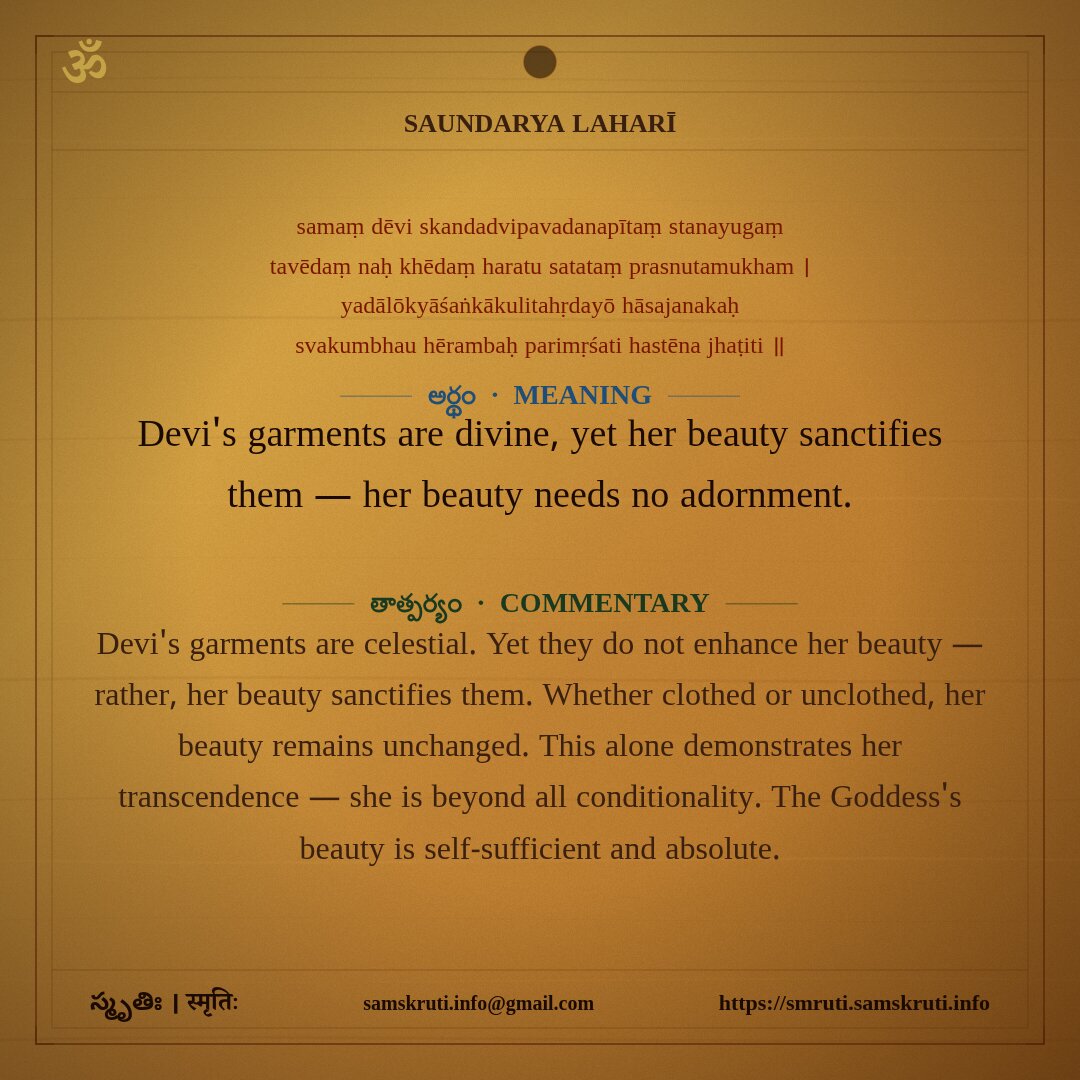 ॐ
SAUNDARYA LAHARĪ
samaṃ dēvi skandadvipavadanapītaṃ stanayugaṃ
tavēdaṃ naḥ khēdaṃ haratu satataṃ prasnutamukham ।
yadālōkyāśaṅkākulitahṛdayō hāsajanakaḥ
svakumbhau hērambaḥ parimṛśati hastēna jhaṭiti ॥
అర్థం · MEANING
Devi's garments are divine, yet her beauty sanctifies
them — her beauty needs no adornment.
తాత్పర్యం · COMMENTARY
Devi's garments are celestial. Yet they do not enhance her beauty —
rather, her beauty sanctifies them. Whether clothed or unclothed, her
beauty remains unchanged. This alone demonstrates her
transcendence — she is beyond all conditionality. The Goddess's
beauty is self-sufficient and absolute.
స్మృతిః | स्मृतिः samskruti.info@gmail.com https://smruti.samskruti.info